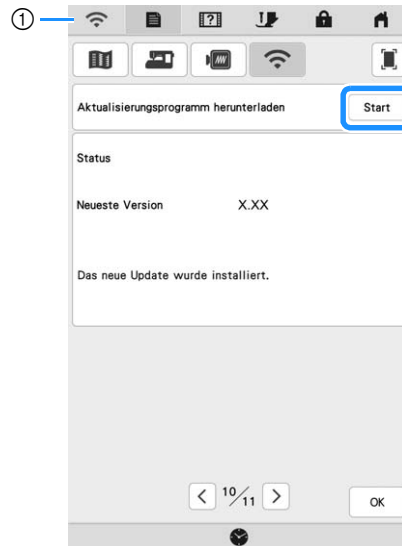 ①
Aktualisierungsprogramm herunterladen Start
Status
Neueste Version X.XX
Das neue Update wurde installiert.
10/11
OK